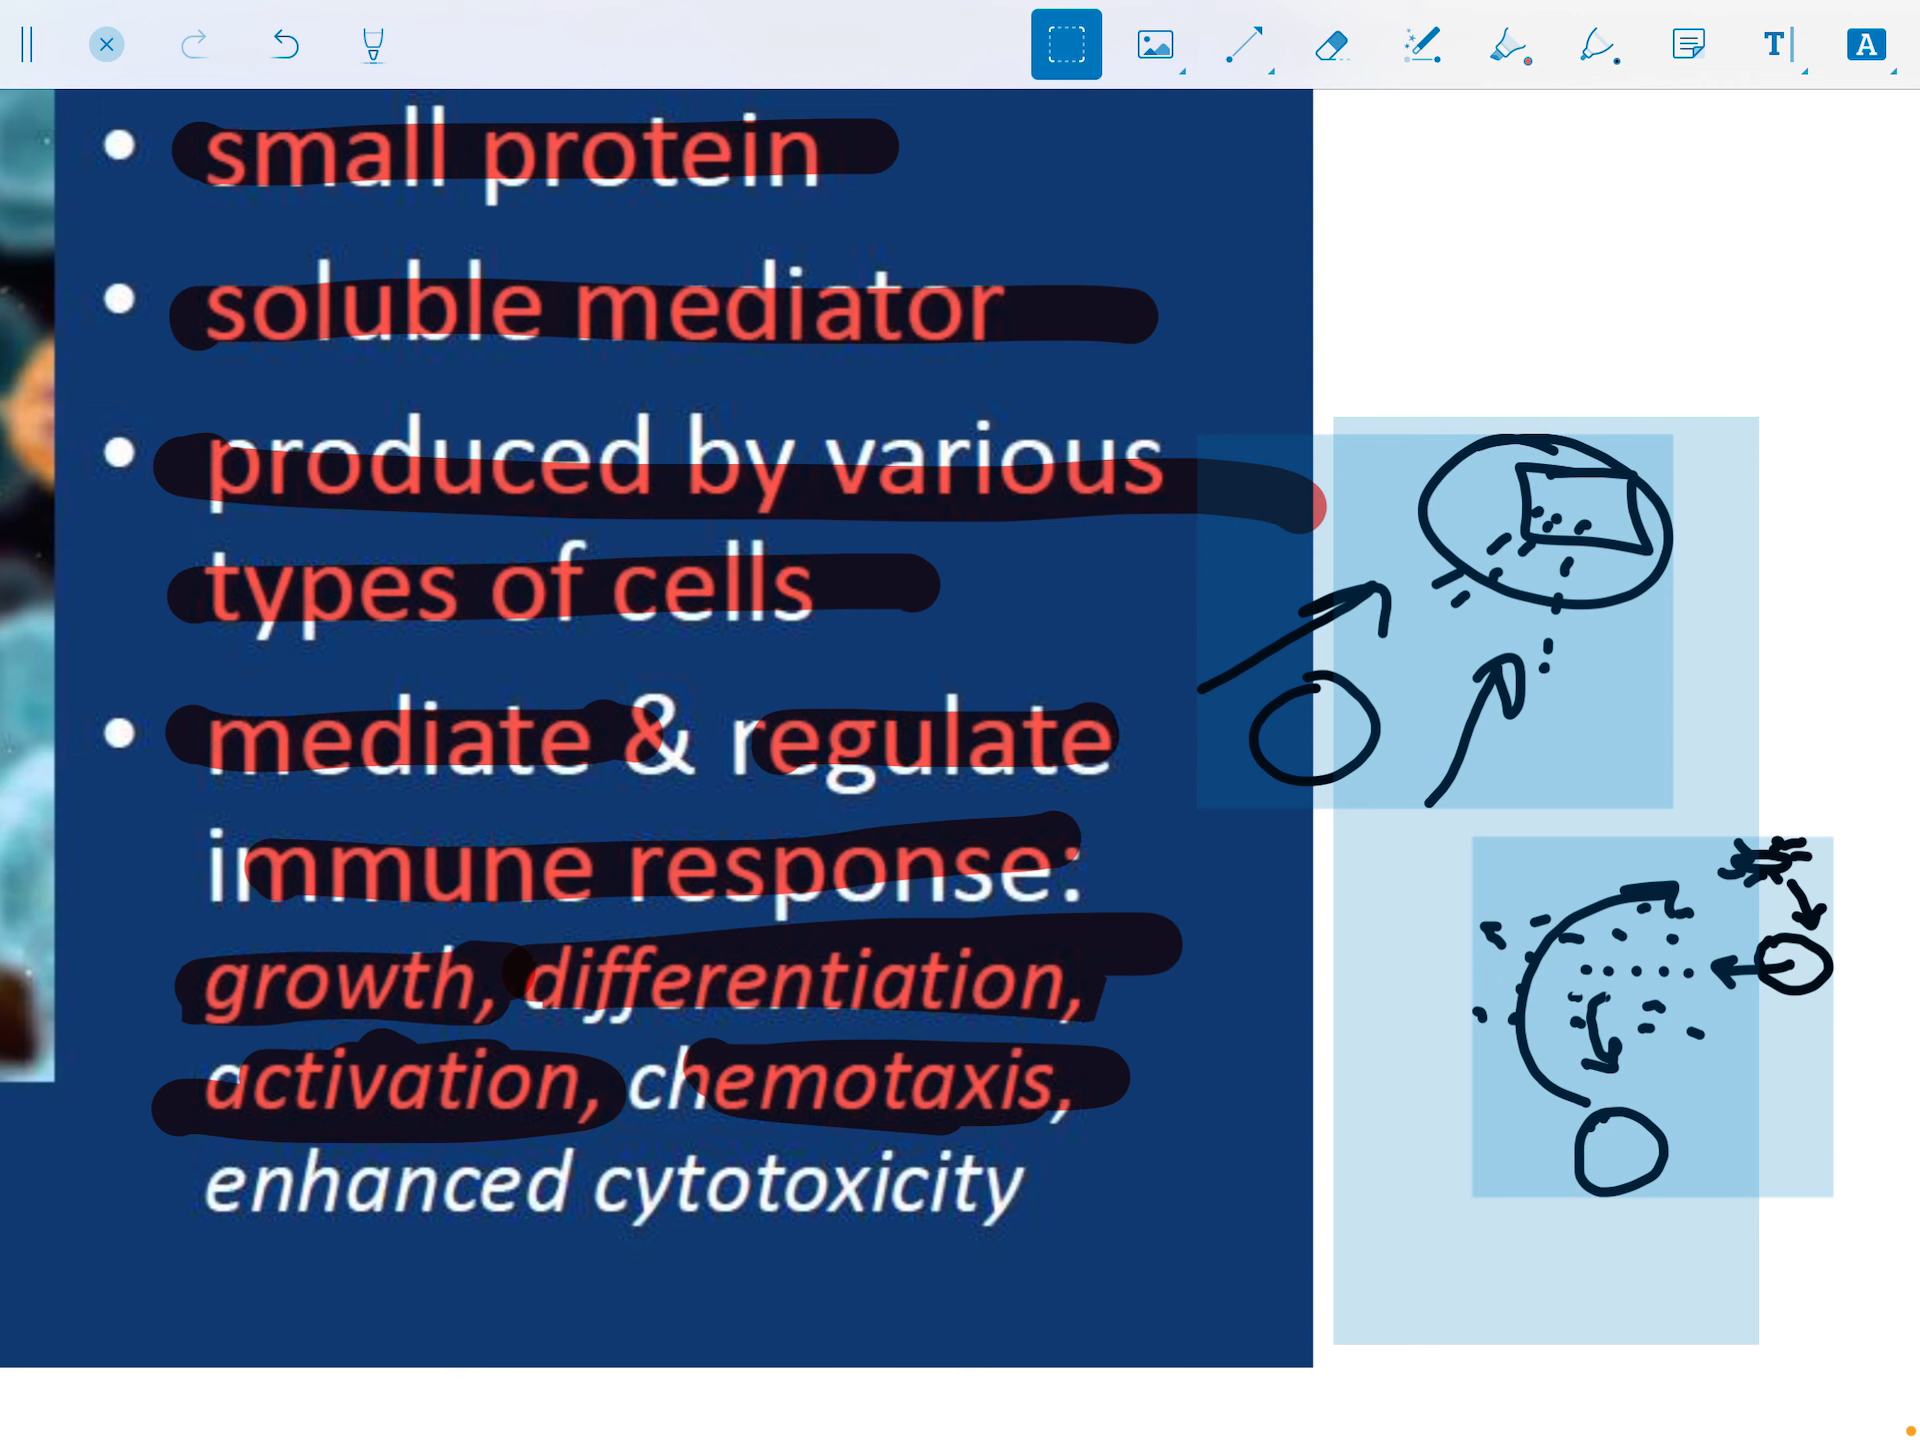 T
A
• small protein
• soluble mediator
• produced by various
types of cells
• mediate & regulate
immune response:
growth, differentiation,
activation, chemotaxis,
enhanced cytotoxicity